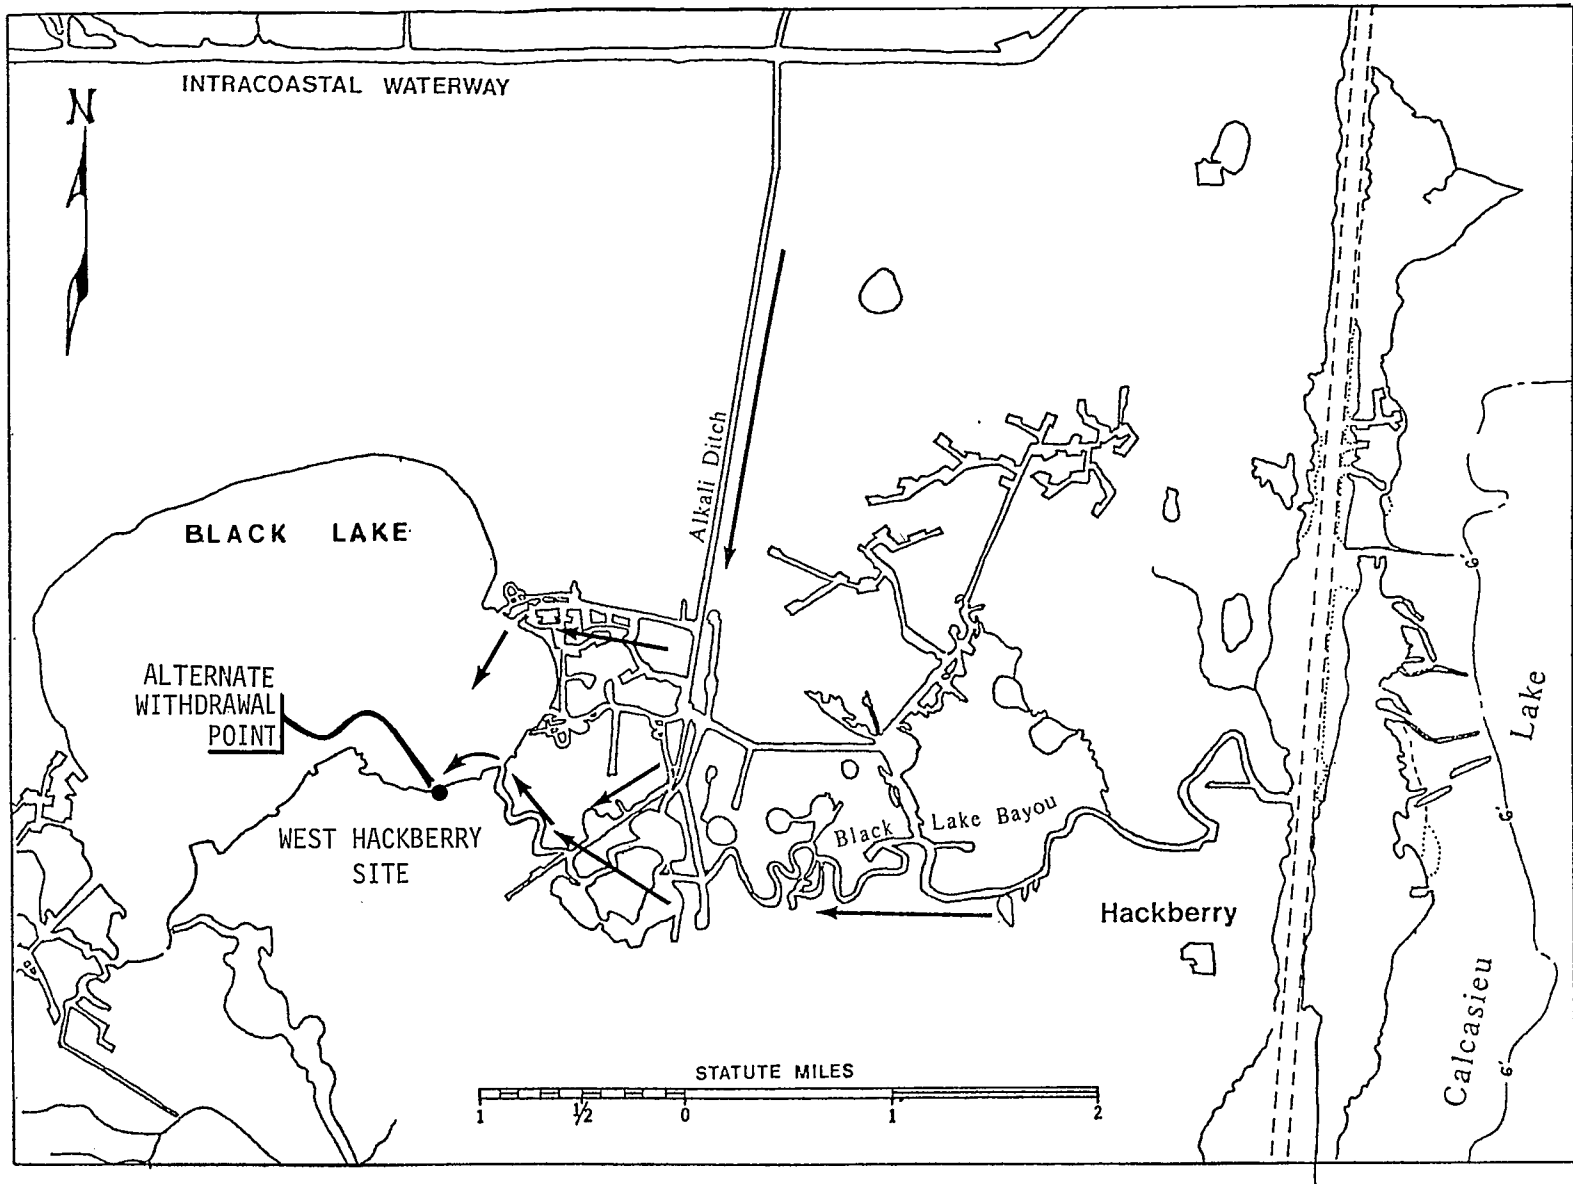 INTRACOASTAL WATERWAY
N
Alkali Ditch
BLACK LAKE
6'
ALTERNATE
WITHDRAWAL
POINT
Lake
WEST HACKBERRY
SITE
Black Lake Bayou
6'
Hackberry
Calcasieu
6'
STATUTE MILES
1 ½ 0 1 2